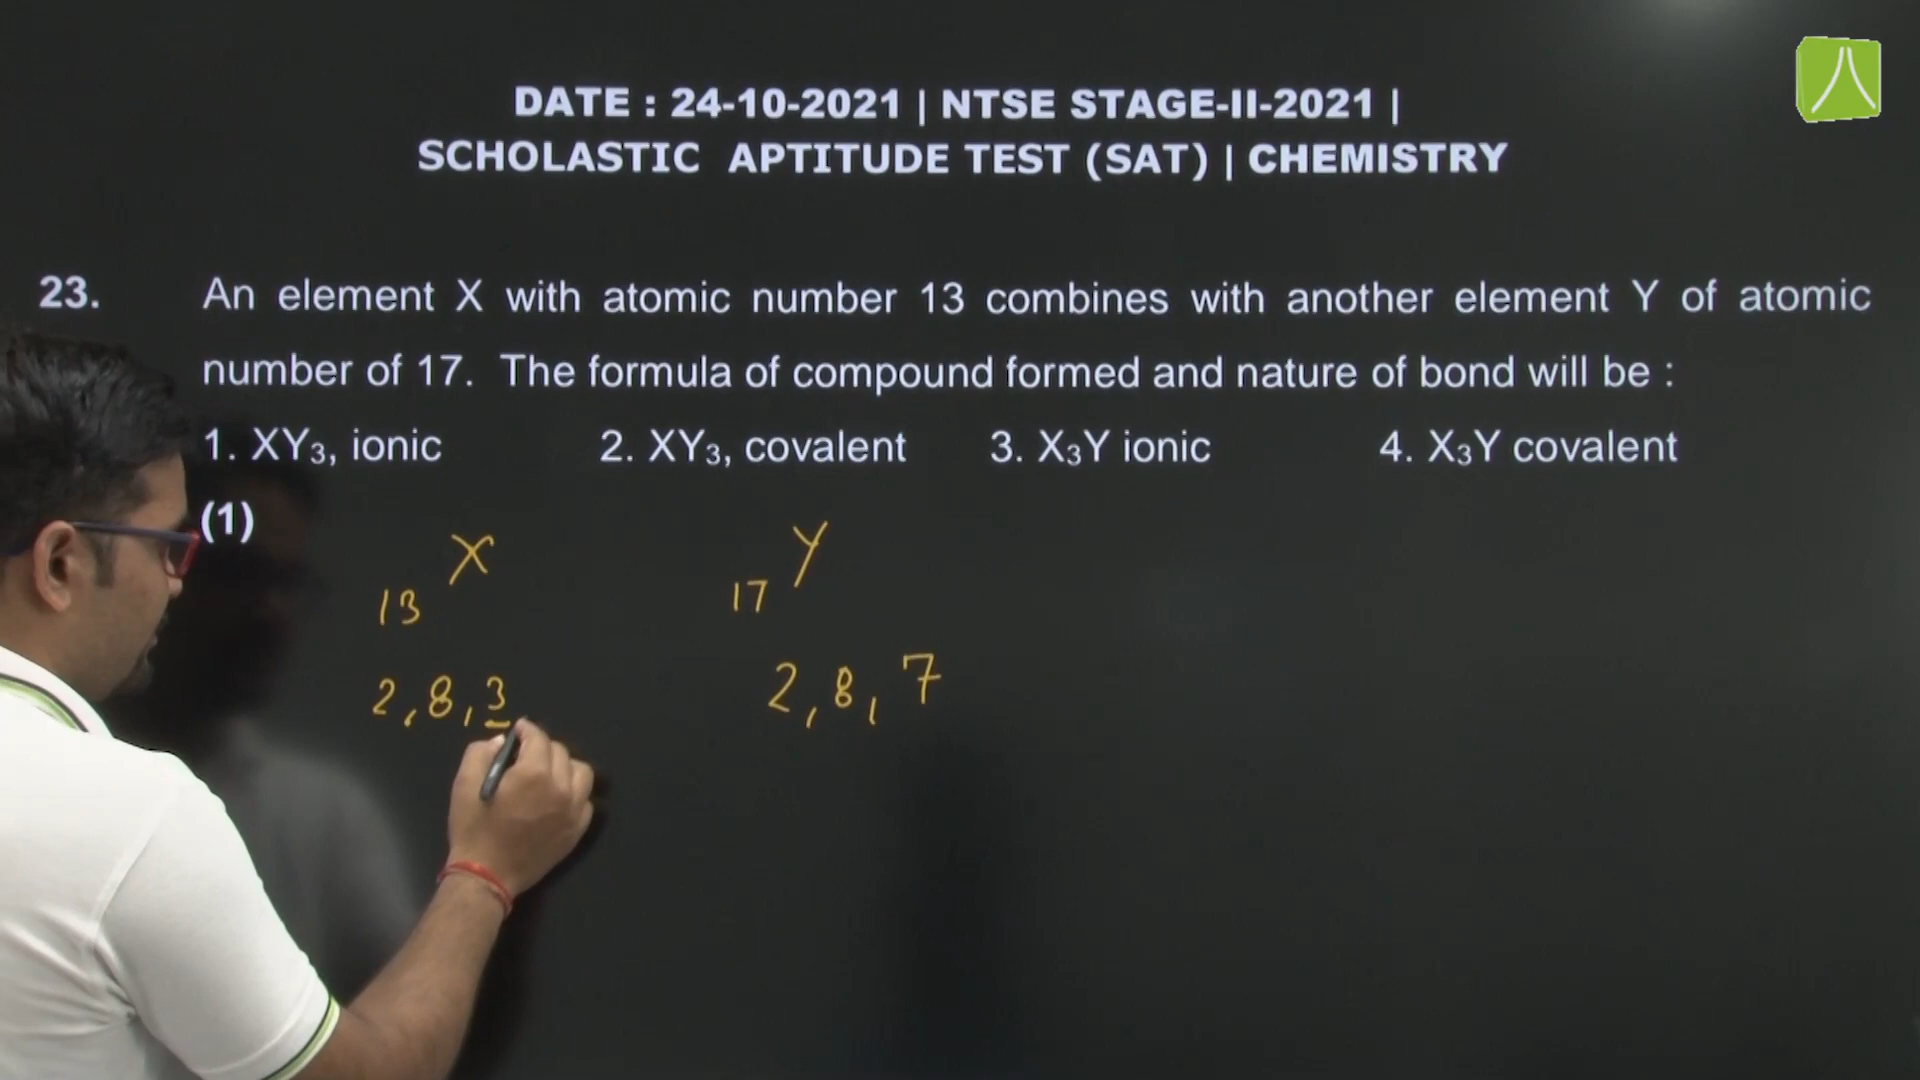 DATE : 24-10-2021 | NTSE STAGE-II-2021 |
SCHOLASTIC APTITUDE TEST (SAT) | CHEMISTRY
23. An element X with atomic number 13 combines with another element Y of atomic
number of 17. The formula of compound formed and nature of bond will be :
1. XY₃, ionic 2. XY₃, covalent 3. X₃Y ionic 4. X₃Y covalent
(1)
₁₃X ₁₇Y
2,8,3 2,8,7